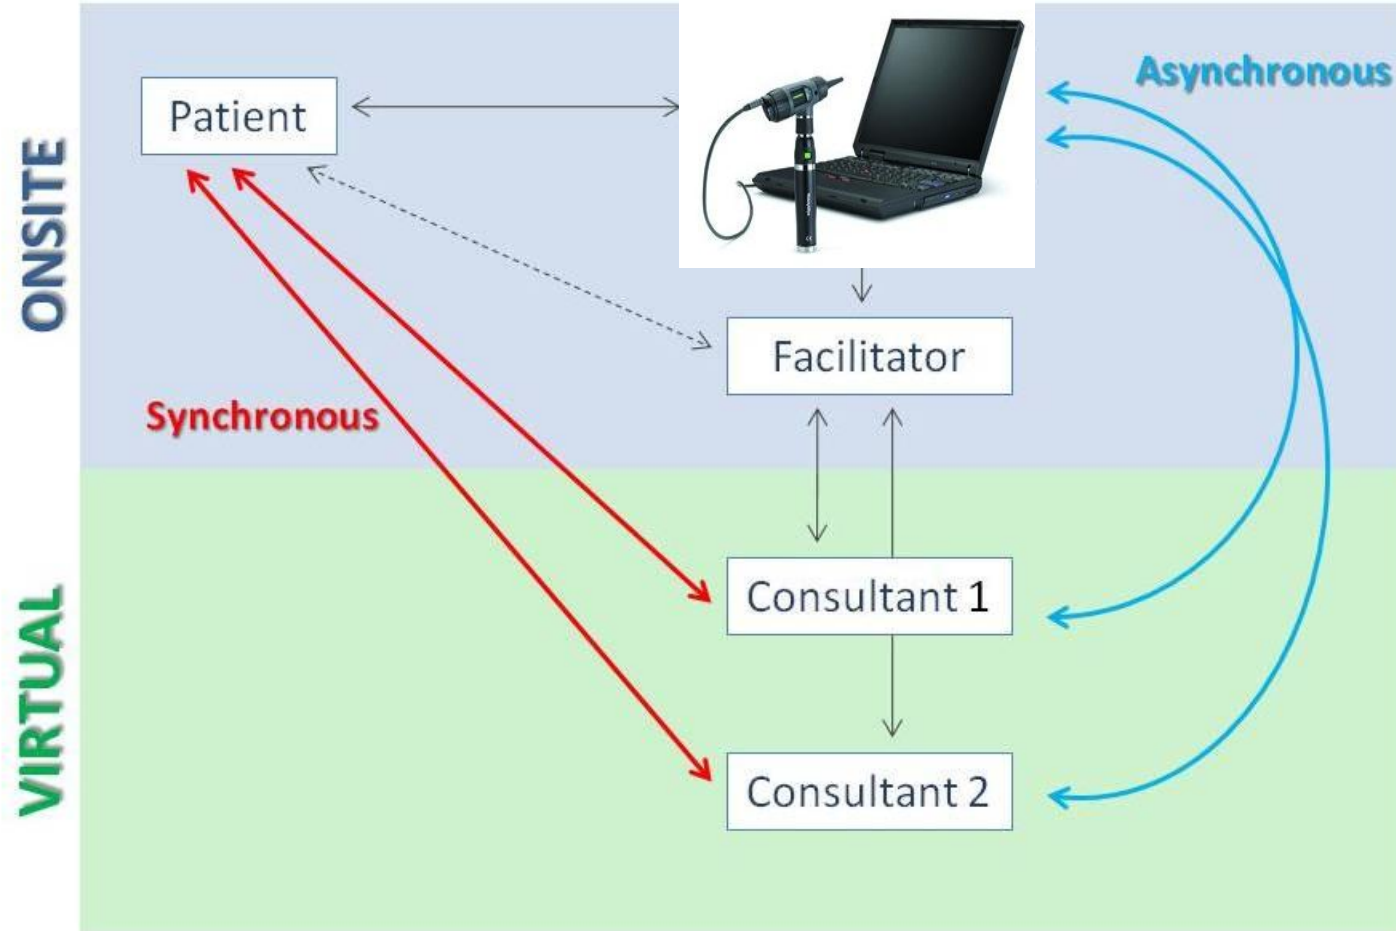 ONSITE
Patient
Asynchronous
Facilitator
Synchronous
VIRTUAL
Consultant 1
Consultant 2